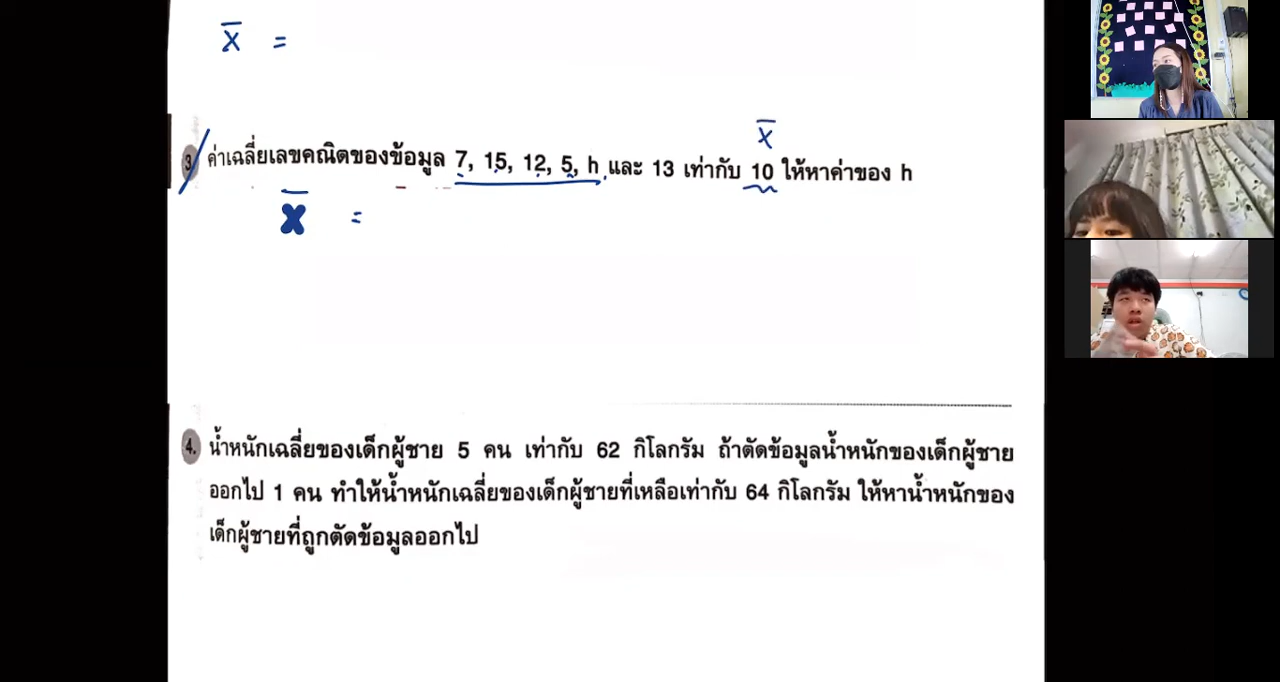 x̄ =
x̄
3. ค่าเฉลี่ยเลขคณิตของข้อมูล 7, 15, 12, 5, h และ 13 เท่ากับ 10 ให้หาค่าของ h
x̄ =
4. น้ำหนักเฉลี่ยของเด็กผู้ชาย 5 คน เท่ากับ 62 กิโลกรัม ถ้าตัดข้อมูลน้ำหนักของเด็กผู้ชาย
ออกไป 1 คน ทำให้น้ำหนักเฉลี่ยของเด็กผู้ชายที่เหลือเท่ากับ 64 กิโลกรัม ให้หาน้ำหนักของ
เด็กผู้ชายที่ถูกตัดข้อมูลออกไป